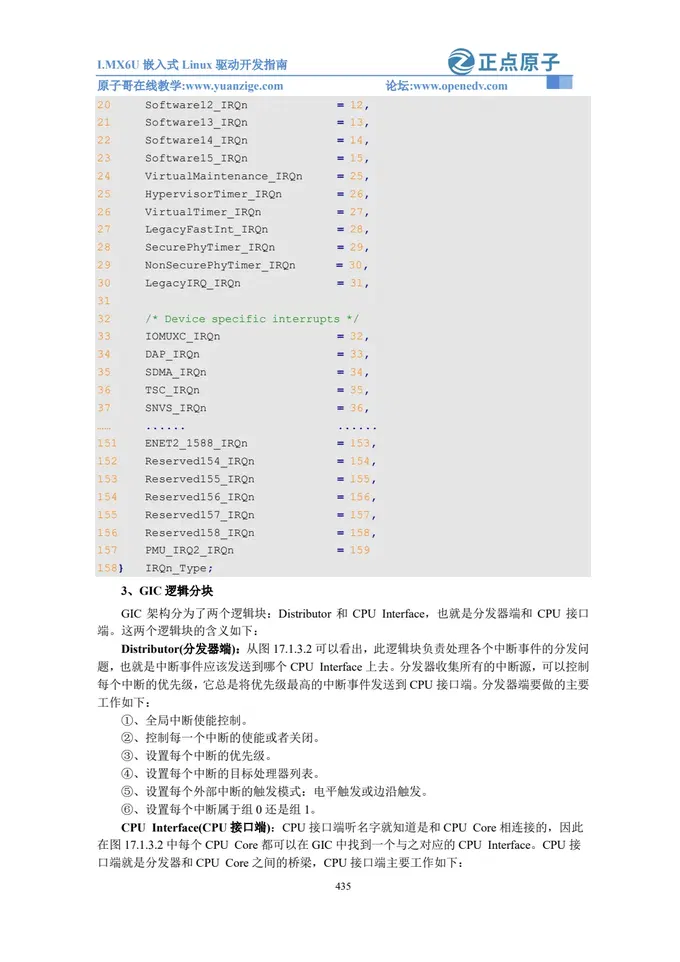 I.MX6U 嵌入式 Linux 驱动开发指南
正点原子
原子哥在线教学:www.yuanzige.com 论坛:www.openedv.com
20 Software12_IRQn = 12,
21 Software13_IRQn = 13,
22 Software14_IRQn = 14,
23 Software15_IRQn = 15,
24 VirtualMaintenance_IRQn = 25,
25 HypervisorTimer_IRQn = 26,
26 VirtualTimer_IRQn = 27,
27 LegacyFastInt_IRQn = 28,
28 SecurePhyTimer_IRQn = 29,
29 NonSecurePhyTimer_IRQn = 30,
30 LegacyIRQ_IRQn = 31,
31
32 /* Device specific interrupts */
33 IOMUXC_IRQn = 32,
34 DAP_IRQn = 33,
35 SDMA_IRQn = 34,
36 TSC_IRQn = 35,
37 SNVS_IRQn = 36,
…… ...... ......
151 ENET2_1588_IRQn = 153,
152 Reserved154_IRQn = 154,
153 Reserved155_IRQn = 155,
154 Reserved156_IRQn = 156,
155 Reserved157_IRQn = 157,
156 Reserved158_IRQn = 158,
157 PMU_IRQ2_IRQn = 159
158} IRQn_Type;
3、GIC 逻辑分块
GIC 架构分为了两个逻辑块：Distributor 和 CPU Interface，也就是分发器端和 CPU 接口
端。这两个逻辑块的含义如下：
Distributor(分发器端)：从图 17.1.3.2 可以看出，此逻辑块负责处理各个中断事件的分发问
题，也就是中断事件应该发送到哪个 CPU Interface 上去。分发器收集所有的中断源，可以控制
每个中断的优先级，它总是将优先级最高的中断事件发送到 CPU 接口端。分发器端要做的主要
工作如下：
①、全局中断使能控制。
②、控制每一个中断的使能或者关闭。
③、设置每个中断的优先级。
④、设置每个中断的目标处理器列表。
⑤、设置每个外部中断的触发模式：电平触发或边沿触发。
⑥、设置每个中断属于组 0 还是组 1。
CPU Interface(CPU 接口端)：CPU 接口端听名字就知道是和 CPU Core 相连接的，因此
在图 17.1.3.2 中每个 CPU Core 都可以在 GIC 中找到一个与之对应的 CPU Interface。CPU 接
口端就是分发器和 CPU Core 之间的桥梁，CPU 接口端主要工作如下：
435